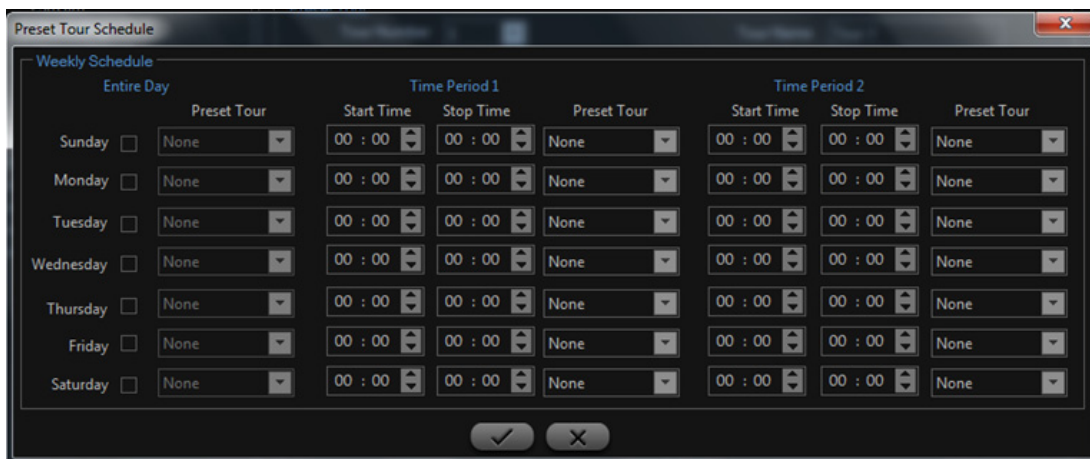 Preset Tour Schedule
Weekly Schedule
Entire Day Time Period 1 Time Period 2
Preset Tour Start Time Stop Time Preset Tour Start Time Stop Time Preset Tour
Sunday None 00 : 00 00 : 00 None 00 : 00 00 : 00 None
Monday None 00 : 00 00 : 00 None 00 : 00 00 : 00 None
Tuesday None 00 : 00 00 : 00 None 00 : 00 00 : 00 None
Wednesday None 00 : 00 00 : 00 None 00 : 00 00 : 00 None
Thursday None 00 : 00 00 : 00 None 00 : 00 00 : 00 None
Friday None 00 : 00 00 : 00 None 00 : 00 00 : 00 None
Saturday None 00 : 00 00 : 00 None 00 : 00 00 : 00 None